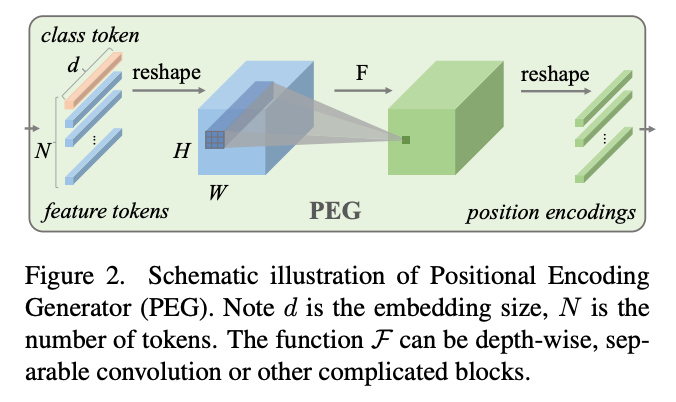 class token
d
reshape
F
reshape
N
⋮
H
⋮
W
feature tokens
PEG
position encodings
Figure 2. Schematic illustration of Positional Encoding
Generator (PEG). Note d is the embedding size, N is the
number of tokens. The function ℱ can be depth-wise, sep-
arable convolution or other complicated blocks.